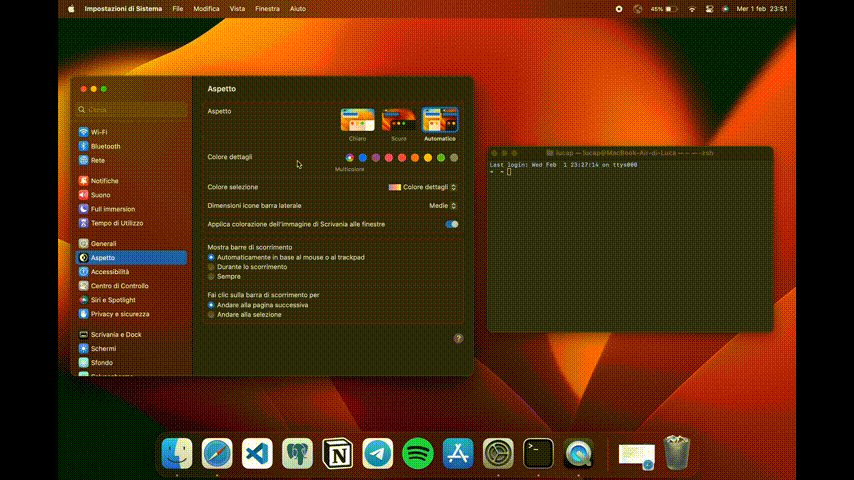 Impostazioni di Sistema File Modifica Vista Finestra Aiuto 45% Mer 1 feb 23:51
Cerca
Wi-Fi
Bluetooth
Rete
Notifiche
Suono
Full immersion
Tempo di Utilizzo
Generali
Aspetto
Accessibilità
Centro di Controllo
Siri e Spotlight
Privacy e sicurezza
Scrivania e Dock
Schermi
Sfondo
Aspetto
Aspetto
Chiaro Scuro Automatico
Colore dettagli
Multicolore
Colore selezione Colore dettagli
Dimensioni icone barra laterale Medie
Applica colorazione dell'immagine di Scrivania alle finestre
Mostra barre di scorrimento
Automaticamente in base al mouse o al trackpad
Durante lo scorrimento
Sempre
Fai clic sulla barra di scorrimento per
Andare alla pagina successiva
Andare alla selezione
?
lucap — lucap@MacBook-Air-di-Luca — ~ — -zsh
Last login: Wed Feb 1 23:27:14 on ttys000